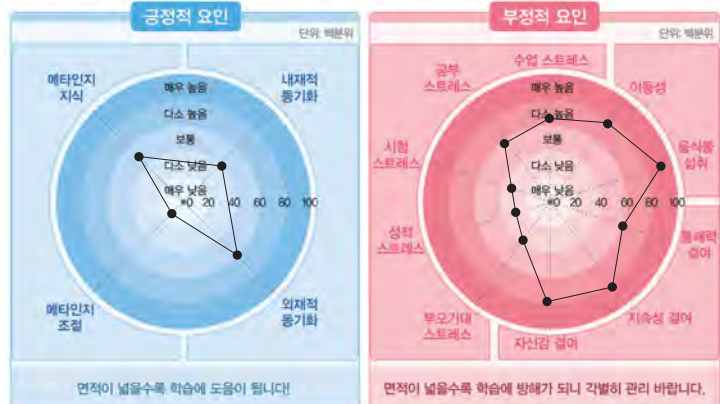 긍정적 요인
단위: 백분위
메타인지
지식
내재적
동기화
매우 높음
다소 높음
보통
다소 낮음
매우 낮음
0 20 40 60 80 100
메타인지
조절
외재적
동기화
면적이 넓을수록 학습에 도움이 됩니다!
부정적 요인
단위: 백분위
수업 스트레스
공부
스트레스
이동성
시험
스트레스
음식물
섭취
매우 높음
다소 높음
보통
다소 낮음
매우 낮음
0 20 40 60 80 100
성적
스트레스
통제력
결여
부모기대
스트레스
지속성 결여
자신감 결여
면적이 넓을수록 학습에 방해가 되니 각별히 관리 바랍니다.